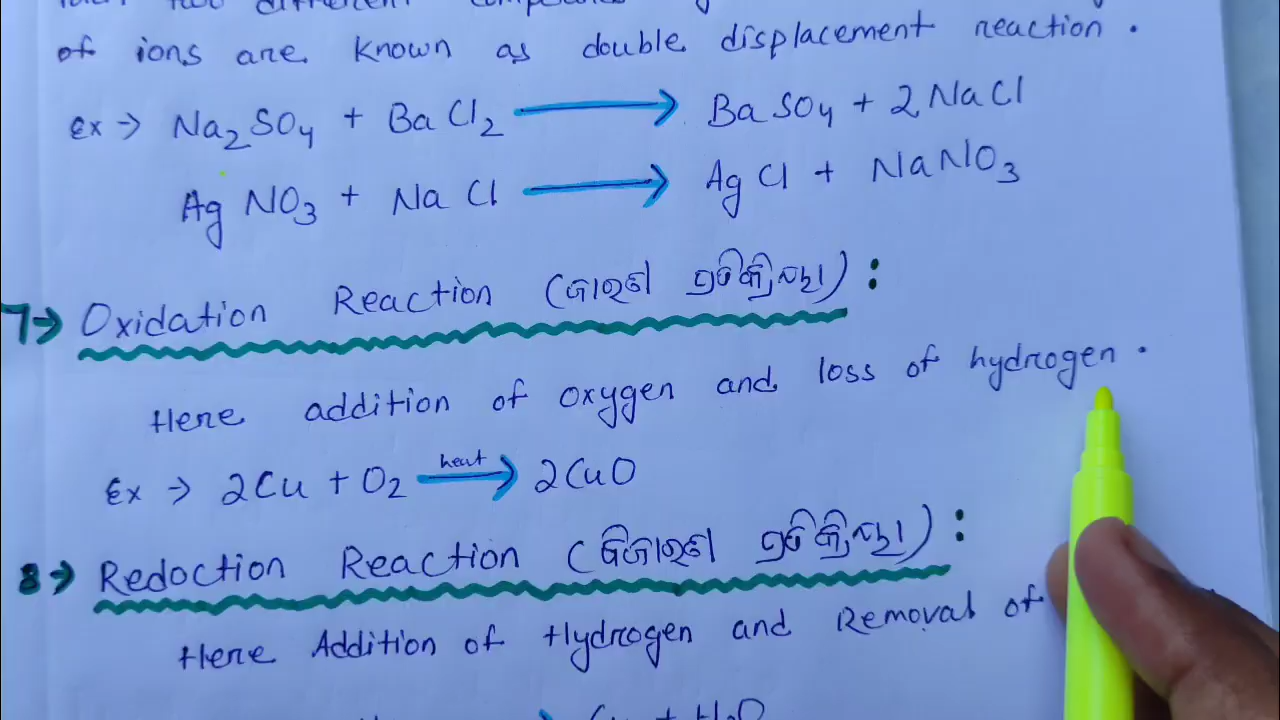 of ions are known as double displacement reaction.
Ex → Na₂SO₄ + BaCl₂ ⟶ BaSO₄ + 2NaCl
AgNO₃ + NaCl ⟶ AgCl + NaNO₃
7→ Oxidation Reaction (ଜାରଣ ପ୍ରତିକ୍ରିୟା) :
Here addition of oxygen and loss of hydrogen.
Ex → 2Cu + O₂ heat⟶ 2CuO
8→ Redoction Reaction (ବିଜାରଣ ପ୍ରତିକ୍ରିୟା) :
Here Addition of Hydrogen and Removal of